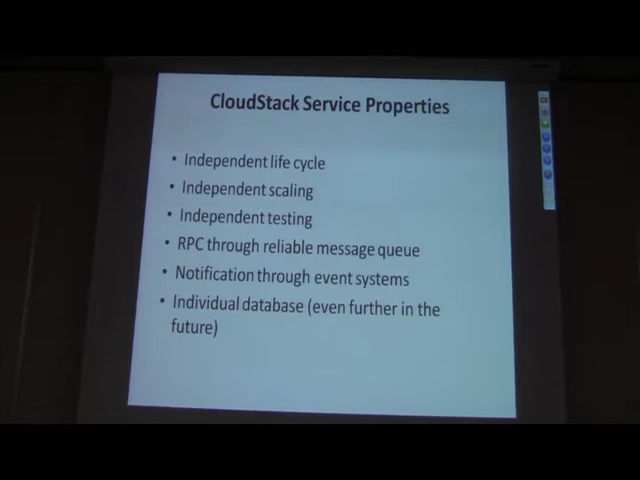 CloudStack Service Properties
• Independent life cycle
• Independent scaling
• Independent testing
• RPC through reliable message queue
• Notification through event systems
• Individual database (even further in the
future)